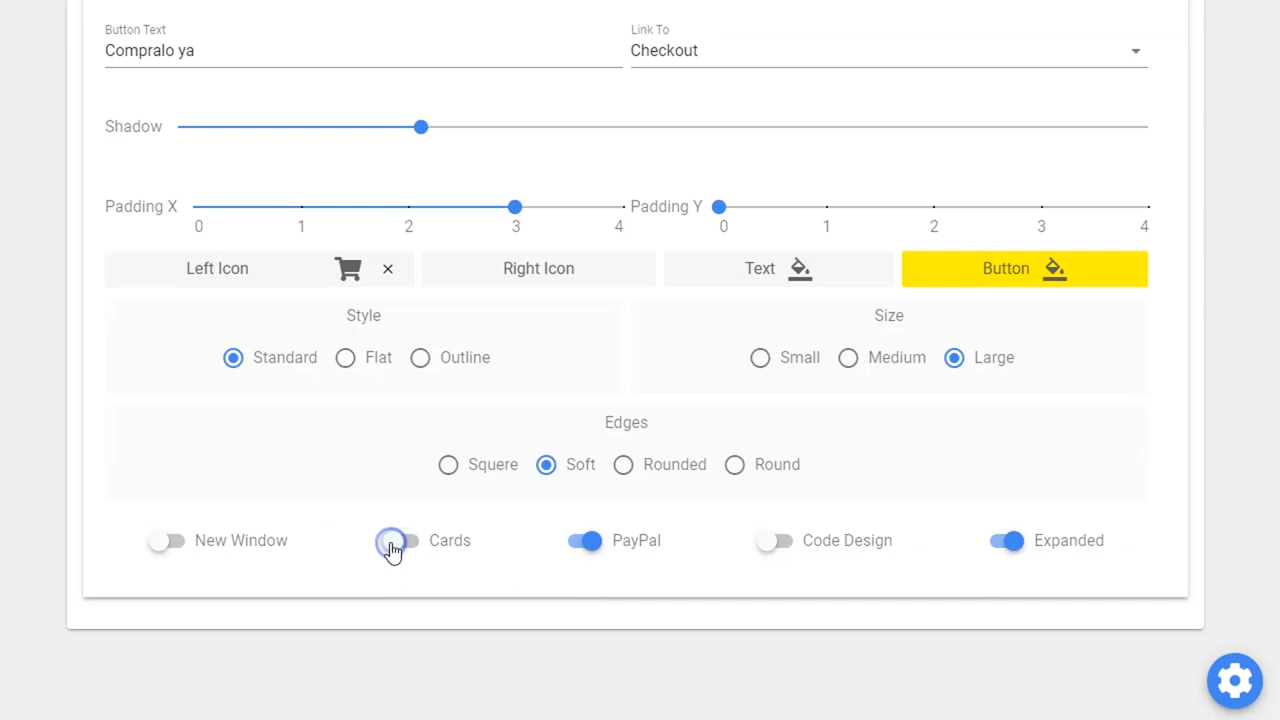 Button Text
Compralo ya
Link To
Checkout
Shadow
Padding X
0 1 2 3 4
Padding Y
0 1 2 3 4
Left Icon
Right Icon
Text
Button
Style
Standard Flat Outline
Size
Small Medium Large
Edges
Squere Soft Rounded Round
New Window Cards PayPal Code Design Expanded